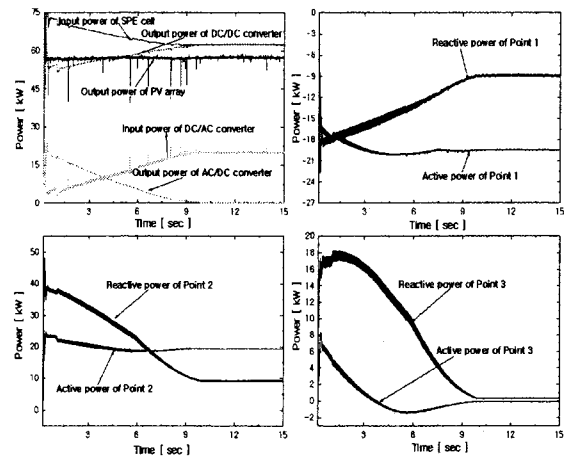 75
60
45
30
15
0
Power [ kW ]
Input power of SPE cell
Output power of DC/DC converter
Output power of PV array
Input power of DC/AC converter
Output power of AC/DC converter
3 6 9 12 15
Time [ sec ]
0
-3
-6
-9
-12
-15
-18
-21
-24
-27
Power [ kW ]
Reactive power of Point 1
Active power of Point 1
3 6 9 12 15
Time [ sec ]
50
40
30
20
10
0
Power [ kW ]
Reactive power of Point 2
Active power of Point 2
3 6 9 12 15
Time [ sec ]
20
18
16
14
12
10
8
6
4
2
0
-2
Power [ kW ]
Reactive power of Point 3
Active power of Point 3
3 6 9 12 15
Time [ sec ]